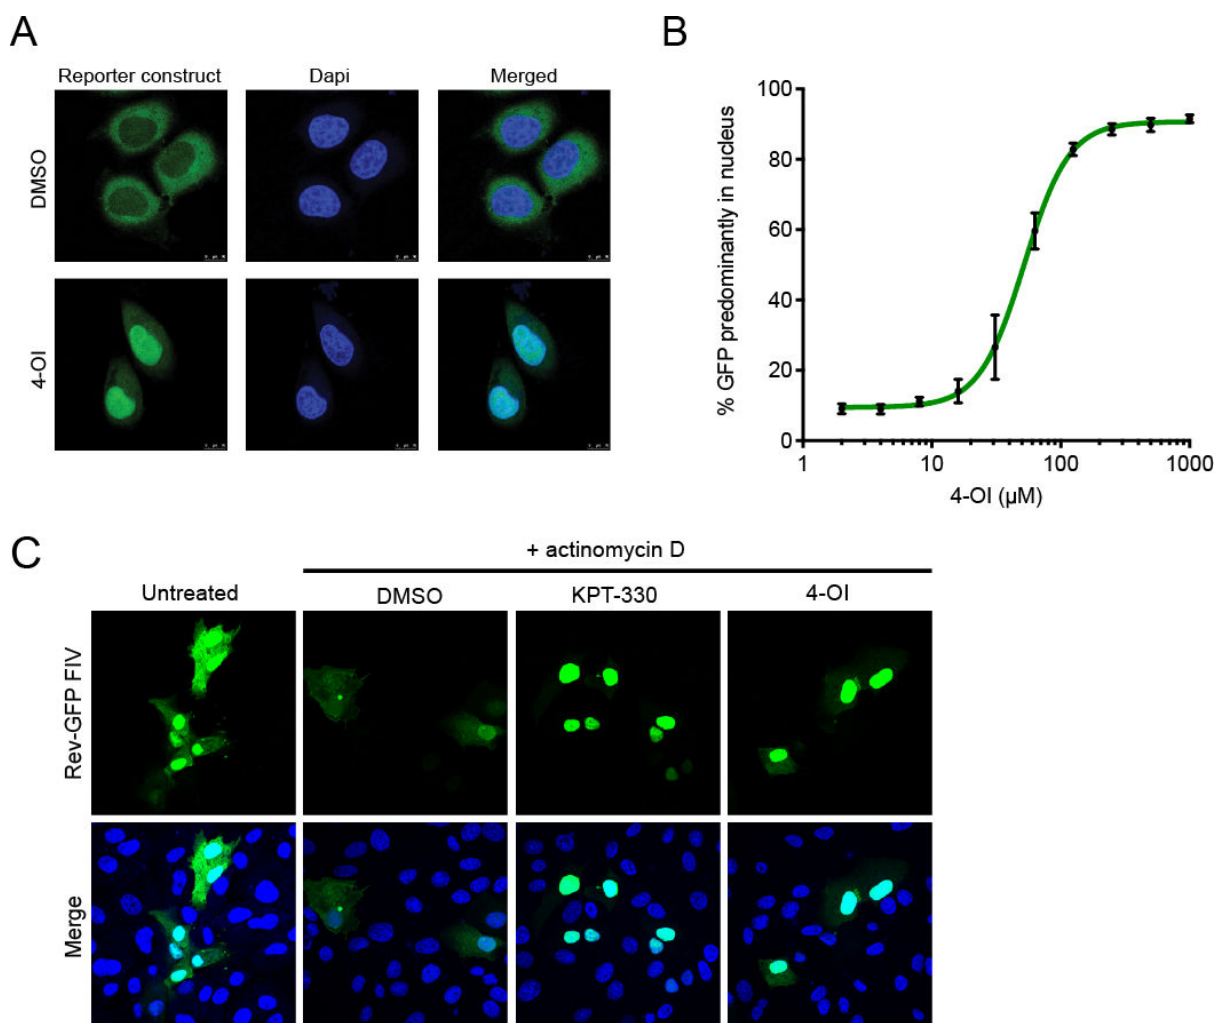 A
Reporter construct
Dapi
Merged
DMSO
4-OI
B
% GFP predominantly in nucleus
100
80
60
40
20
0
1
10
100
1000
4-OI (µM)
C
+ actinomycin D
Untreated
DMSO
KPT-330
4-OI
Rev-GFP FIV
Merge